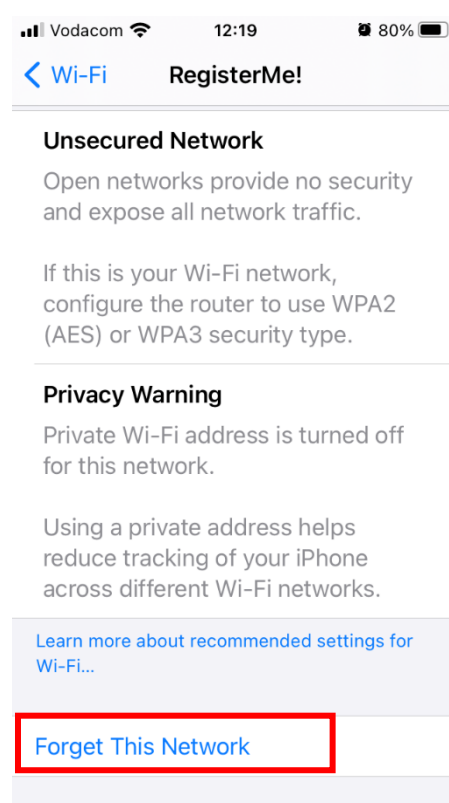 Vodacom 12:19 80%
Wi-Fi RegisterMe!
Unsecured Network
Open networks provide no security
and expose all network traffic.
If this is your Wi-Fi network,
configure the router to use WPA2
(AES) or WPA3 security type.
Privacy Warning
Private Wi-Fi address is turned off
for this network.
Using a private address helps
reduce tracking of your iPhone
across different Wi-Fi networks.
Learn more about recommended settings for
Wi-Fi...
Forget This Network